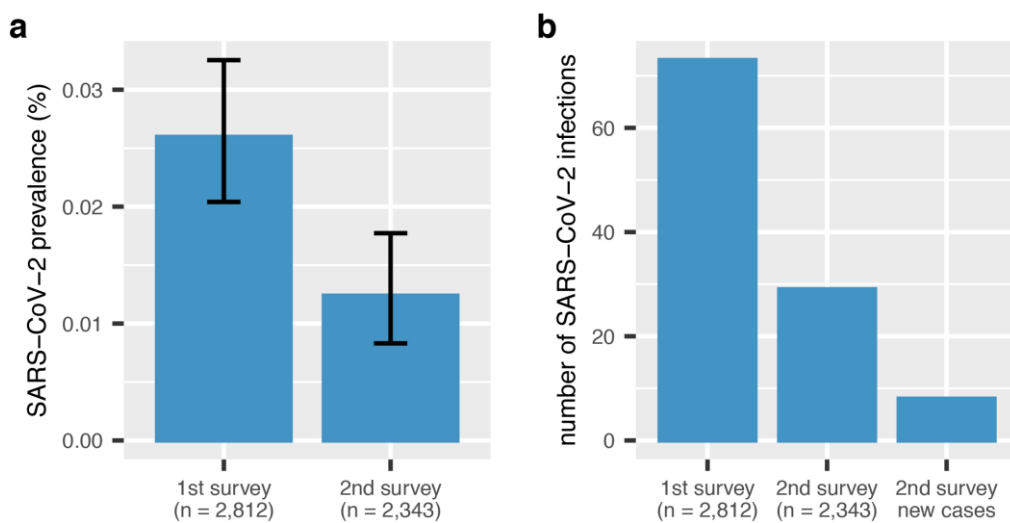 a
SARS−CoV−2 prevalence (%)
0.03
0.02
0.01
0.00
1st survey
(n = 2,812)
2nd survey
(n = 2,343)
b
number of SARS−CoV−2 infections
60
40
20
0
1st survey
(n = 2,812)
2nd survey
(n = 2,343)
2nd survey
new cases